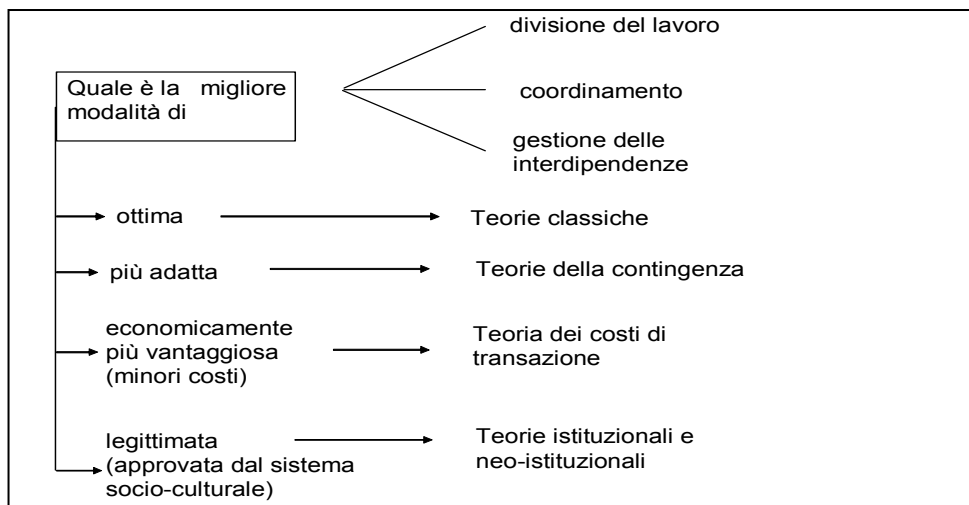 divisione del lavoro
Quale è la migliore
modalità di
coordinamento
gestione delle
interdipendenze
ottima
Teorie classiche
più adatta
Teorie della contingenza
economicamente
più vantaggiosa
(minori costi)
Teoria dei costi di
transazione
legittimata
(approvata dal sistema
socio-culturale)
Teorie istituzionali e
neo-istituzionali